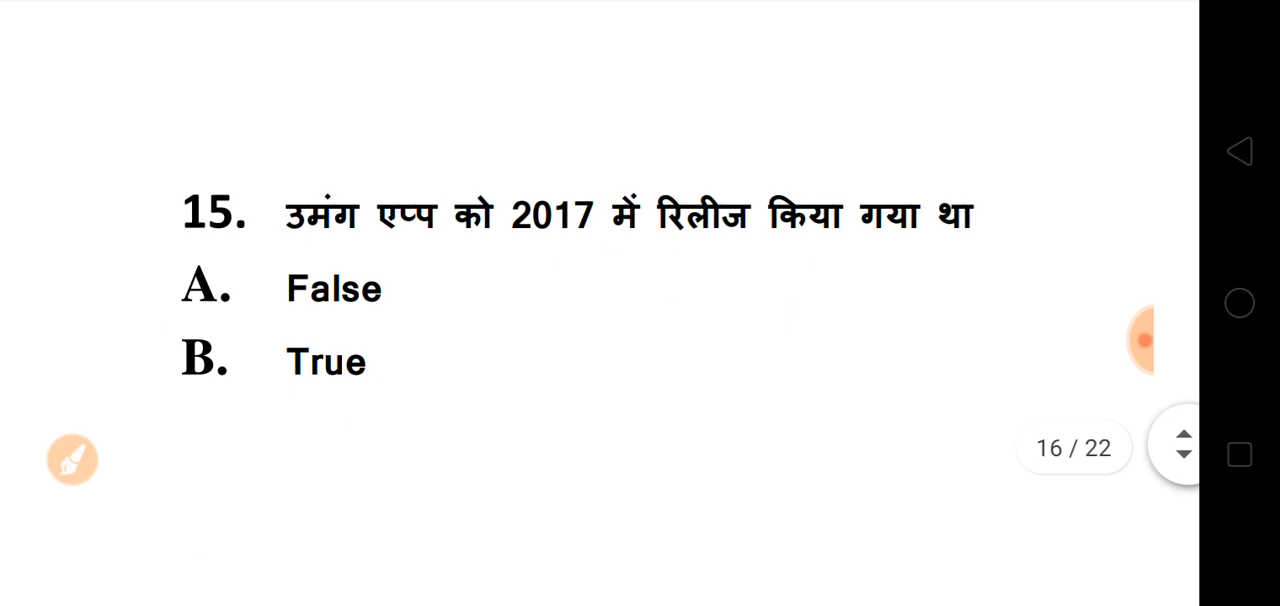 15. उमंग एप्प को 2017 में रिलीज किया गया था
A. False
B. True
16 / 22